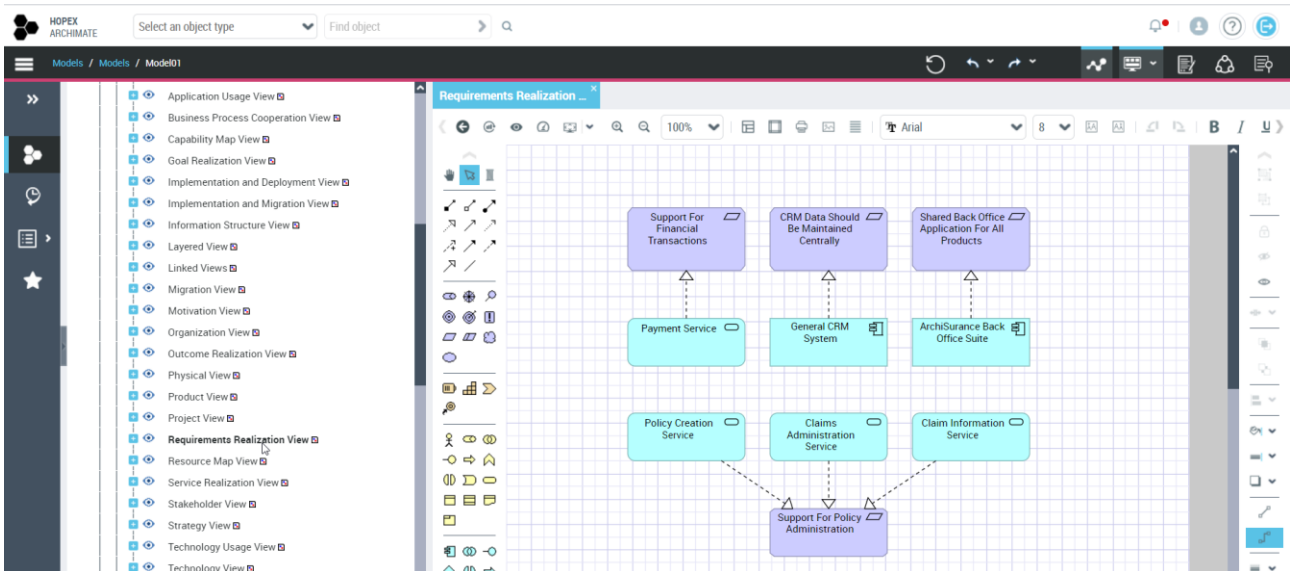 HOPEX
ARCHIMATE
Select an object type
Find object
Models / Models / Model01
Application Usage View
Business Process Cooperation View
Capability Map View
Goal Realization View
Implementation and Deployment View
Implementation and Migration View
Information Structure View
Layered View
Linked Views
Migration View
Motivation View
Organization View
Outcome Realization View
Physical View
Product View
Project View
Requirements Realization View
Resource Map View
Service Realization View
Stakeholder View
Strategy View
Technology Usage View
Technology View
Requirements Realization ...
100%
Arial
8
B I U
Support For
Financial
Transactions
CRM Data Should
Be Maintained
Centrally
Shared Back Office
Application For All
Products
Payment Service
General CRM
System
ArchiSurance Back
Office Suite
Policy Creation
Service
Claims
Administration
Service
Claim Information
Service
Support For Policy
Administration